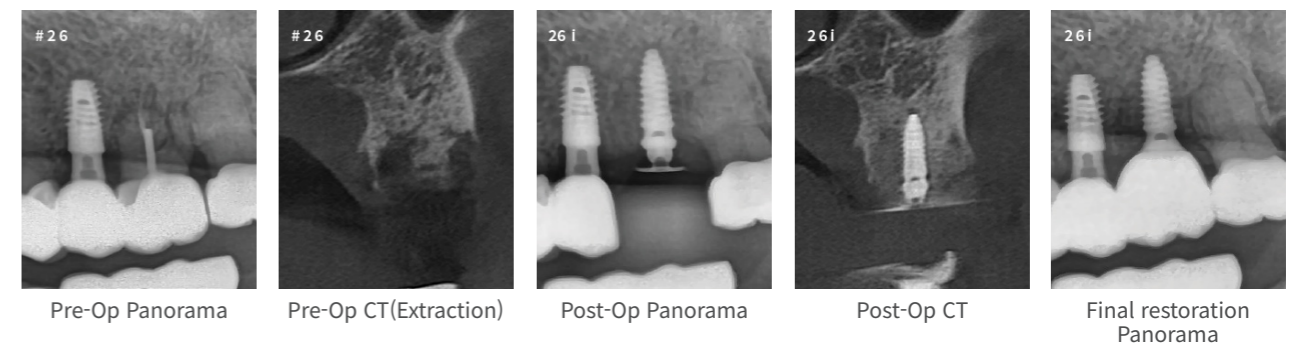 #26
#26
26i
26i
26i
Pre-Op Panorama
Pre-Op CT(Extraction)
Post-Op Panorama
Post-Op CT
Final restoration
Panorama